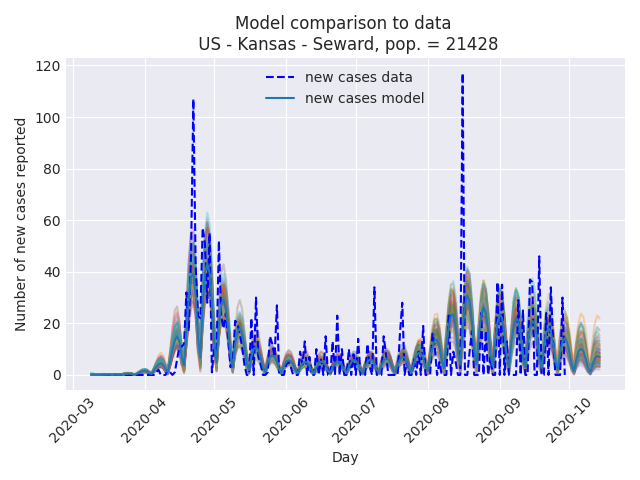 Model comparison to data
US - Kansas - Seward, pop. = 21428
new cases data
new cases model
Number of new cases reported
120
100
80
60
40
20
0
2020-03
2020-04
2020-05
2020-06
2020-07
2020-08
2020-09
2020-10
Day